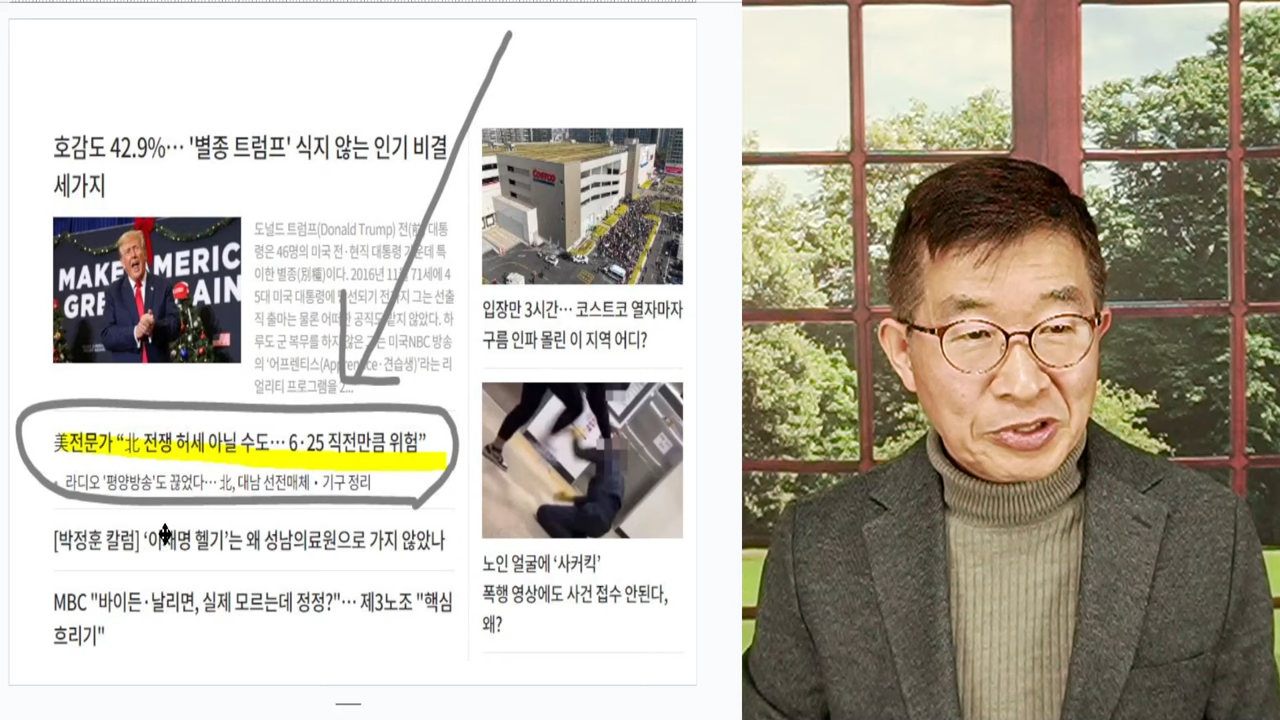 호감도 42.9%… '별종 트럼프' 식지 않는 인기 비결
세가지
MAKE AMERIC
GRE AIN
도널드 트럼프(Donald Trump) 전(前) 대통
령은 46명의 미국 전·현직 대통령 가운데 특
이한 별종(別種)이다. 2016년 11월 71세에 4
5대 미국 대통령에 당선되기 전까지 그는 선출
직 출마는 물론 어떠한 공직도 맡지 않았다. 하
루도 군 복무를 하지 않은 그는 미국NBC 방송
의 '어프렌티스(Apprentice·견습생)'라는 리
얼리티 프로그램을 2...
美전문가 “北 전쟁 허세 아닐 수도… 6·25 직전만큼 위험”
라디오 '평양방송'도 끊었다… 北, 대남 선전매체·기구 정리
[박정훈 칼럼] ‘이재명 헬기’는 왜 성남의료원으로 가지 않았나
MBC "바이든·날리면, 실제 모르는데 정정?"… 제3노조 "핵심
흐리기"
COSTCO
입장만 3시간… 코스트코 열자마자
구름 인파 몰린 이 지역 어디?
노인 얼굴에 ‘사커킥’
폭행 영상에도 사건 접수 안된다,
왜?